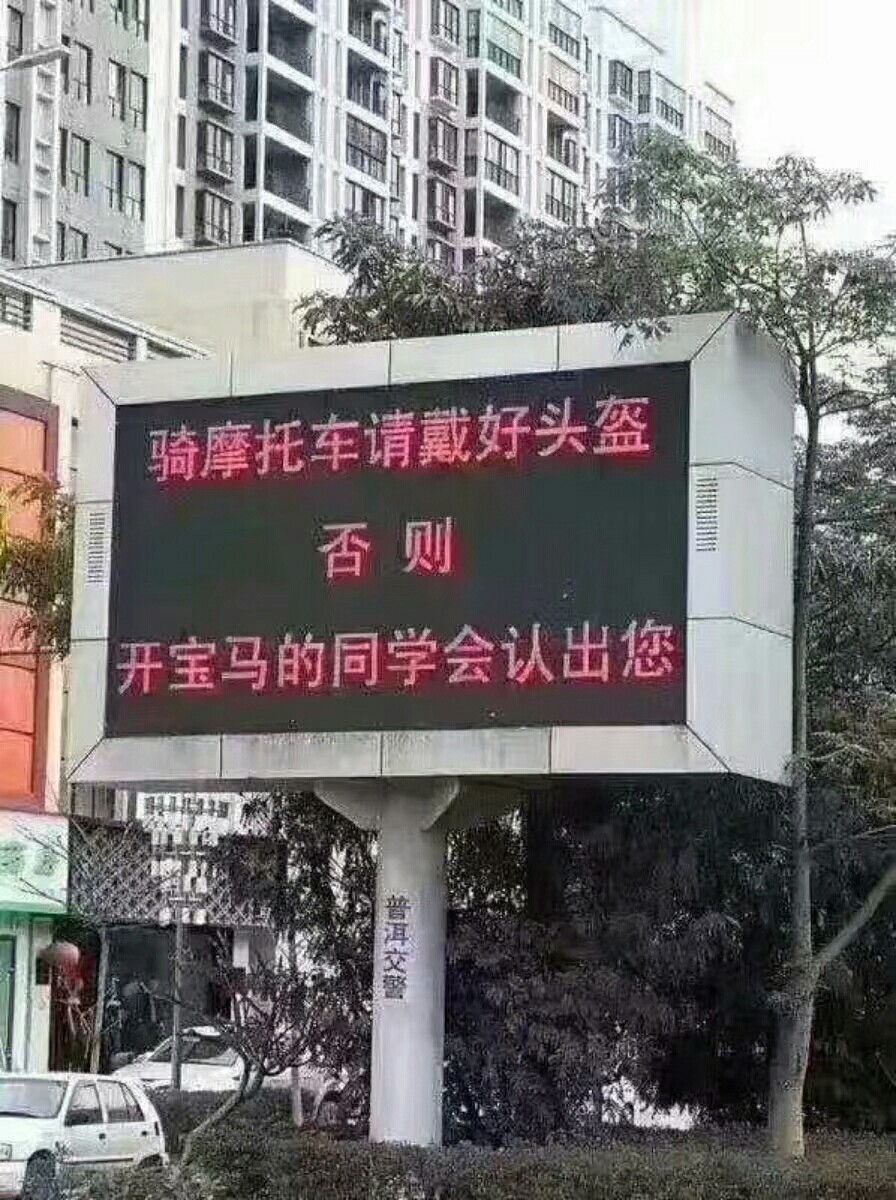 骑摩托车请戴好头盔
否则
开宝马的同学会认出您
普洱交警